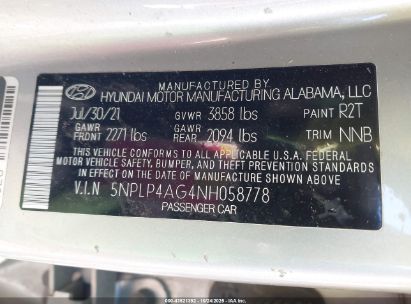 MANUFACTURED BY
HYUNDAI MOTOR MANUFACTURING ALABAMA, LLC
Jul/30/21 GVWR 3858 lbs PAINT R2T
GAWR FRONT 2271 lbs GAWR REAR 2094 lbs TRIM NNB
THIS VEHICLE CONFORMS TO ALL APPLICABLE U.S. FEDERAL
MOTOR VEHICLE SAFETY, BUMPER, AND THEFT PREVENTION
STANDARDS IN EFFECT ON THE DATE OF MANUFACTURE SHOWN ABOVE.
V.I.N 5NPLP4AG4NH058778
PASSENGER CAR